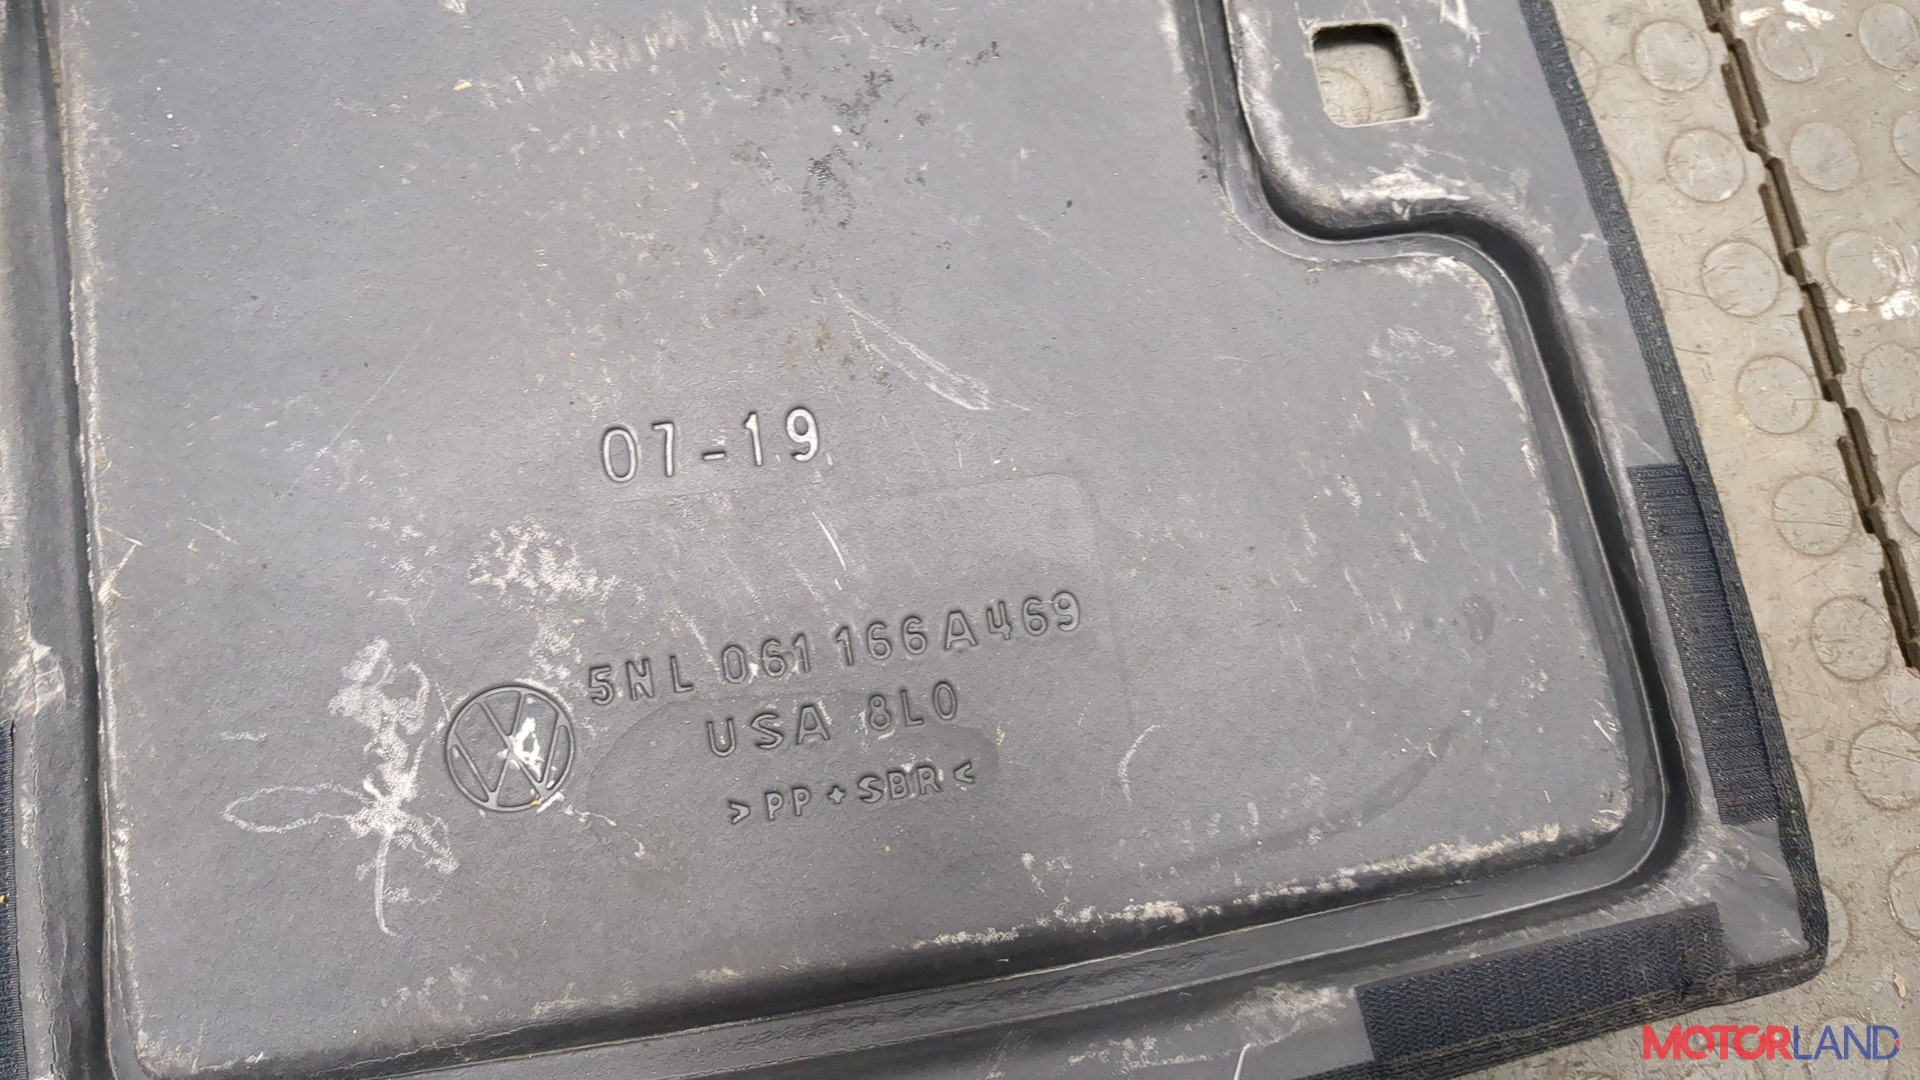 07-19
5NL 061 166A469
USA 8L0
>PP+SBR<
MOTORLAND